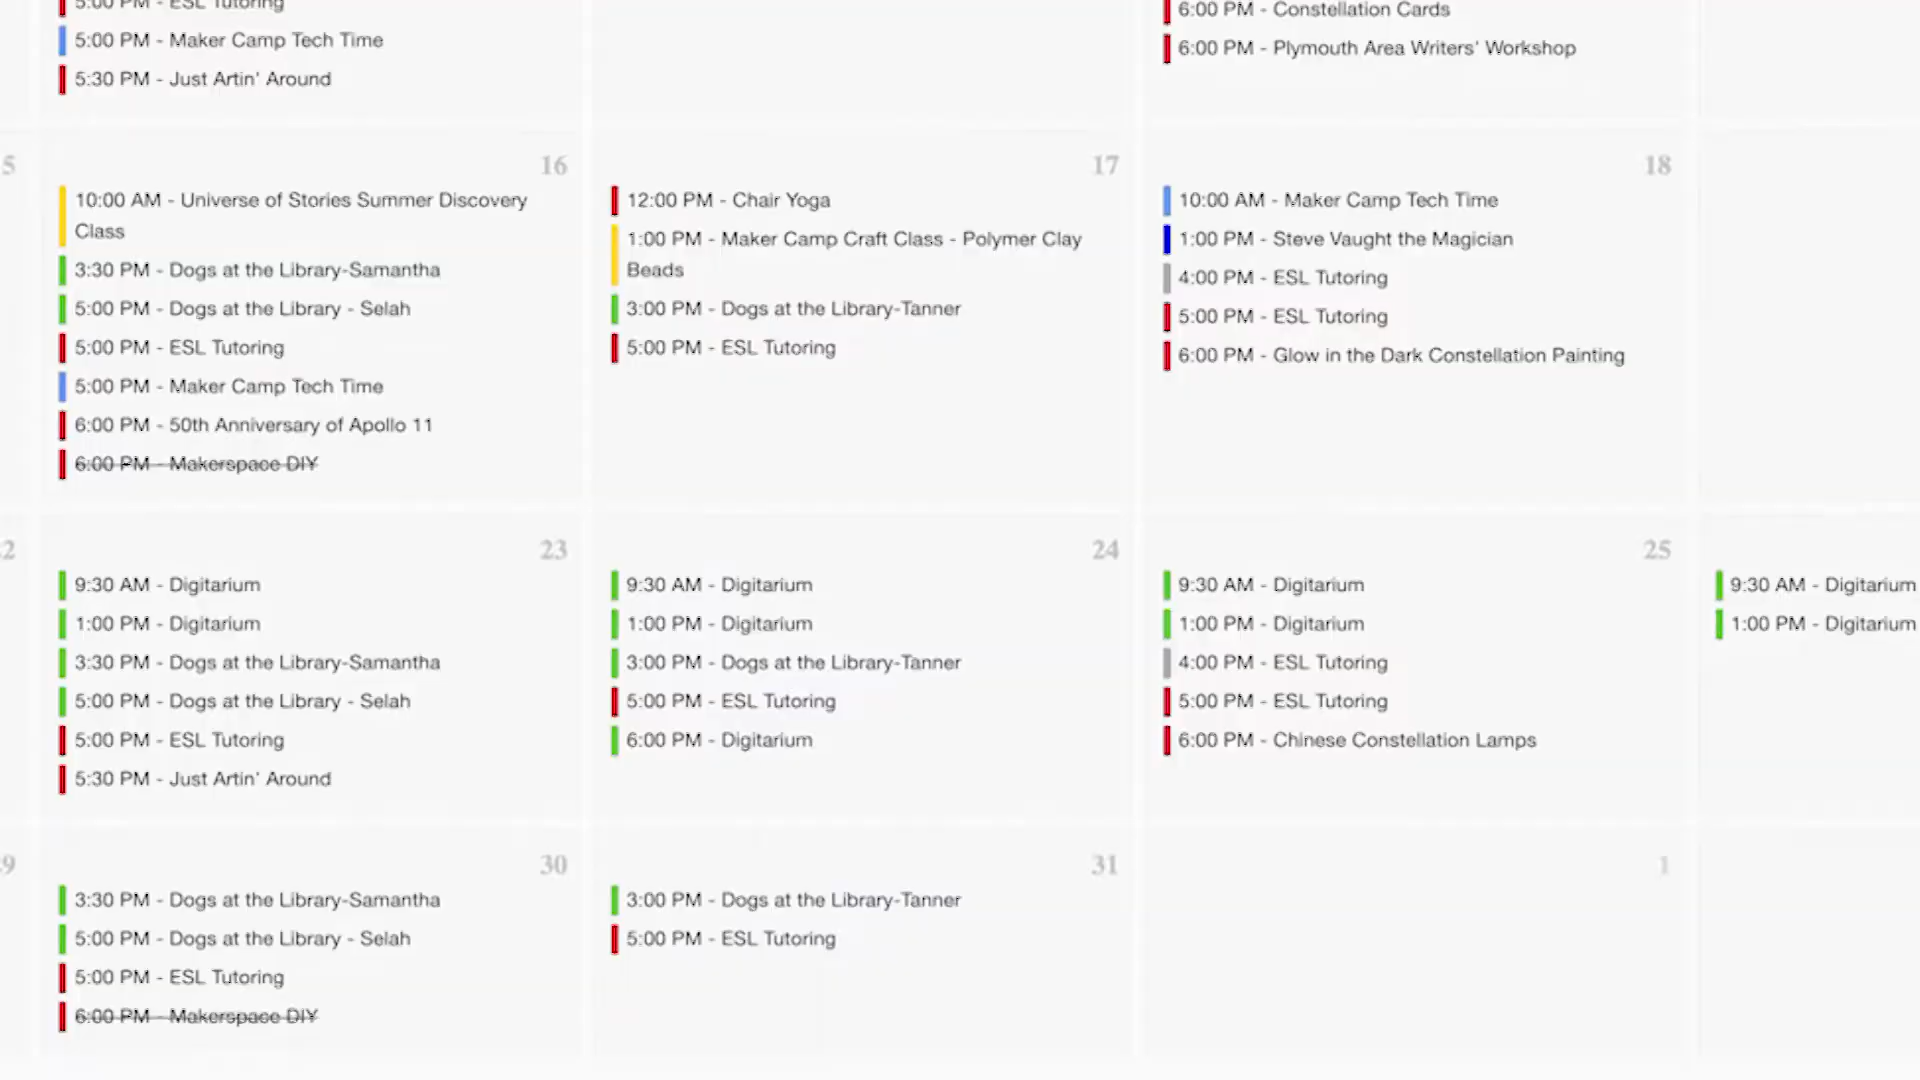 5:00 PM - ESL Tutoring
5:00 PM - Maker Camp Tech Time
5:30 PM - Just Artin' Around
6:00 PM - Constellation Cards
6:00 PM - Plymouth Area Writers' Workshop
5
16
10:00 AM - Universe of Stories Summer Discovery
Class
3:30 PM - Dogs at the Library-Samantha
5:00 PM - Dogs at the Library - Selah
5:00 PM - ESL Tutoring
5:00 PM - Maker Camp Tech Time
6:00 PM - 50th Anniversary of Apollo 11
6:00 PM - Makerspace DIY
17
12:00 PM - Chair Yoga
1:00 PM - Maker Camp Craft Class - Polymer Clay
Beads
3:00 PM - Dogs at the Library-Tanner
5:00 PM - ESL Tutoring
18
10:00 AM - Maker Camp Tech Time
1:00 PM - Steve Vaught the Magician
4:00 PM - ESL Tutoring
5:00 PM - ESL Tutoring
6:00 PM - Glow in the Dark Constellation Painting
2
23
9:30 AM - Digitarium
1:00 PM - Digitarium
3:30 PM - Dogs at the Library-Samantha
5:00 PM - Dogs at the Library - Selah
5:00 PM - ESL Tutoring
5:30 PM - Just Artin' Around
24
9:30 AM - Digitarium
1:00 PM - Digitarium
3:00 PM - Dogs at the Library-Tanner
5:00 PM - ESL Tutoring
6:00 PM - Digitarium
25
9:30 AM - Digitarium
1:00 PM - Digitarium
4:00 PM - ESL Tutoring
5:00 PM - ESL Tutoring
6:00 PM - Chinese Constellation Lamps
9:30 AM - Digitarium
1:00 PM - Digitarium
9
30
3:30 PM - Dogs at the Library-Samantha
5:00 PM - Dogs at the Library - Selah
5:00 PM - ESL Tutoring
6:00 PM - Makerspace DIY
31
3:00 PM - Dogs at the Library-Tanner
5:00 PM - ESL Tutoring
1